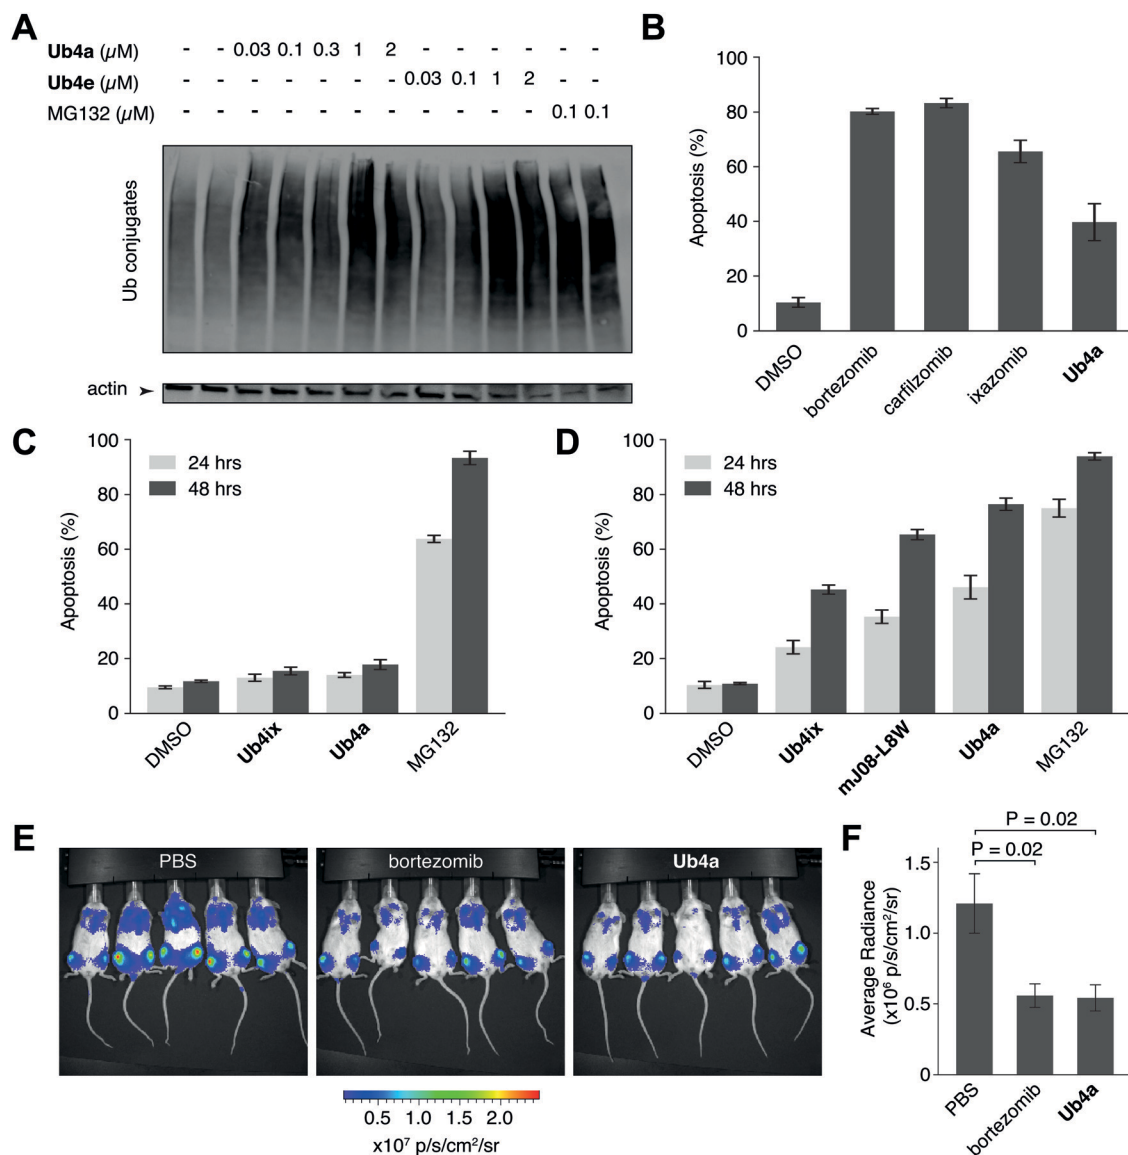 A
Ub4a (µM) - - 0.03 0.1 0.3 1 2 - - - - - -
Ub4e (µM) - - - - - - - 0.03 0.1 1 2 - -
MG132 (µM) - - - - - - - - - - - 0.1 0.1
Ub conjugates
actin
B
Apoptosis (%)
100
80
60
40
20
0
DMSO
bortezomib
carfilzomib
ixazomib
Ub4a
C
Apoptosis (%)
100
80
60
40
20
0
24 hrs
48 hrs
DMSO
Ub4ix
Ub4a
MG132
D
Apoptosis (%)
100
80
60
40
20
0
24 hrs
48 hrs
DMSO
Ub4ix
mJ08-L8W
Ub4a
MG132
E
PBS
bortezomib
Ub4a
0.5 1.0 1.5 2.0
x10⁷ p/s/cm²/sr
F
P = 0.02
P = 0.02
Average Radiance
(x10⁶ p/s/cm²/sr)
1.5
1.0
0.5
0
PBS
bortezomib
Ub4a